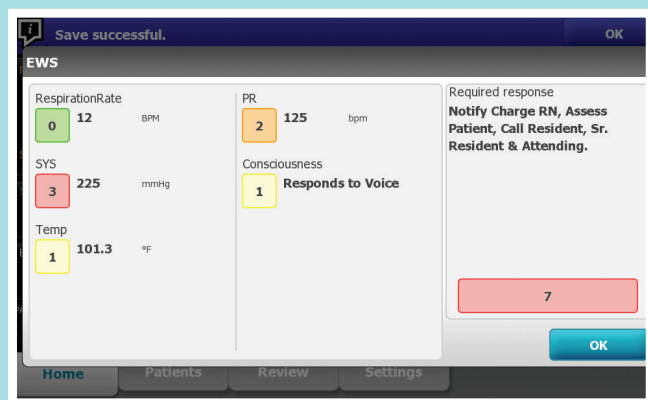 i
Save successful.
OK
EWS
RespirationRate
0
12
BPM
SYS
3
225
mmHg
Temp
1
101.3
°F
PR
2
125
bpm
Consciousness
1
Responds to Voice
Required response
Notify Charge RN, Assess
Patient, Call Resident, Sr.
Resident & Attending.
7
OK
Home
Patients
Review
Settings